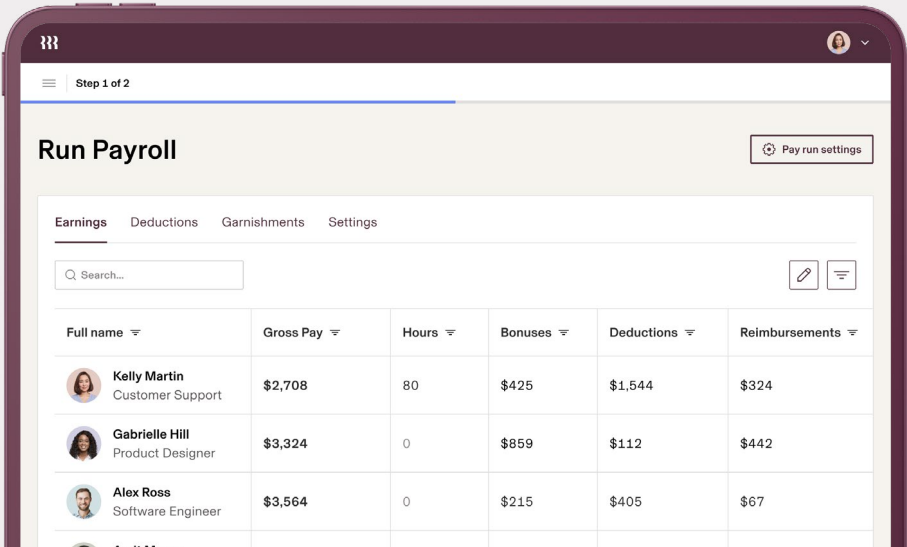 Step 1 of 2
Run Payroll
Pay run settings
Earnings Deductions Garnishments Settings
Search...
Full name Gross Pay Hours Bonuses Deductions Reimbursements
Kelly Martin
Customer Support
$2,708 80 $425 $1,544 $324
Gabrielle Hill
Product Designer
$3,324 0 $859 $112 $442
Alex Ross
Software Engineer
$3,564 0 $215 $405 $67